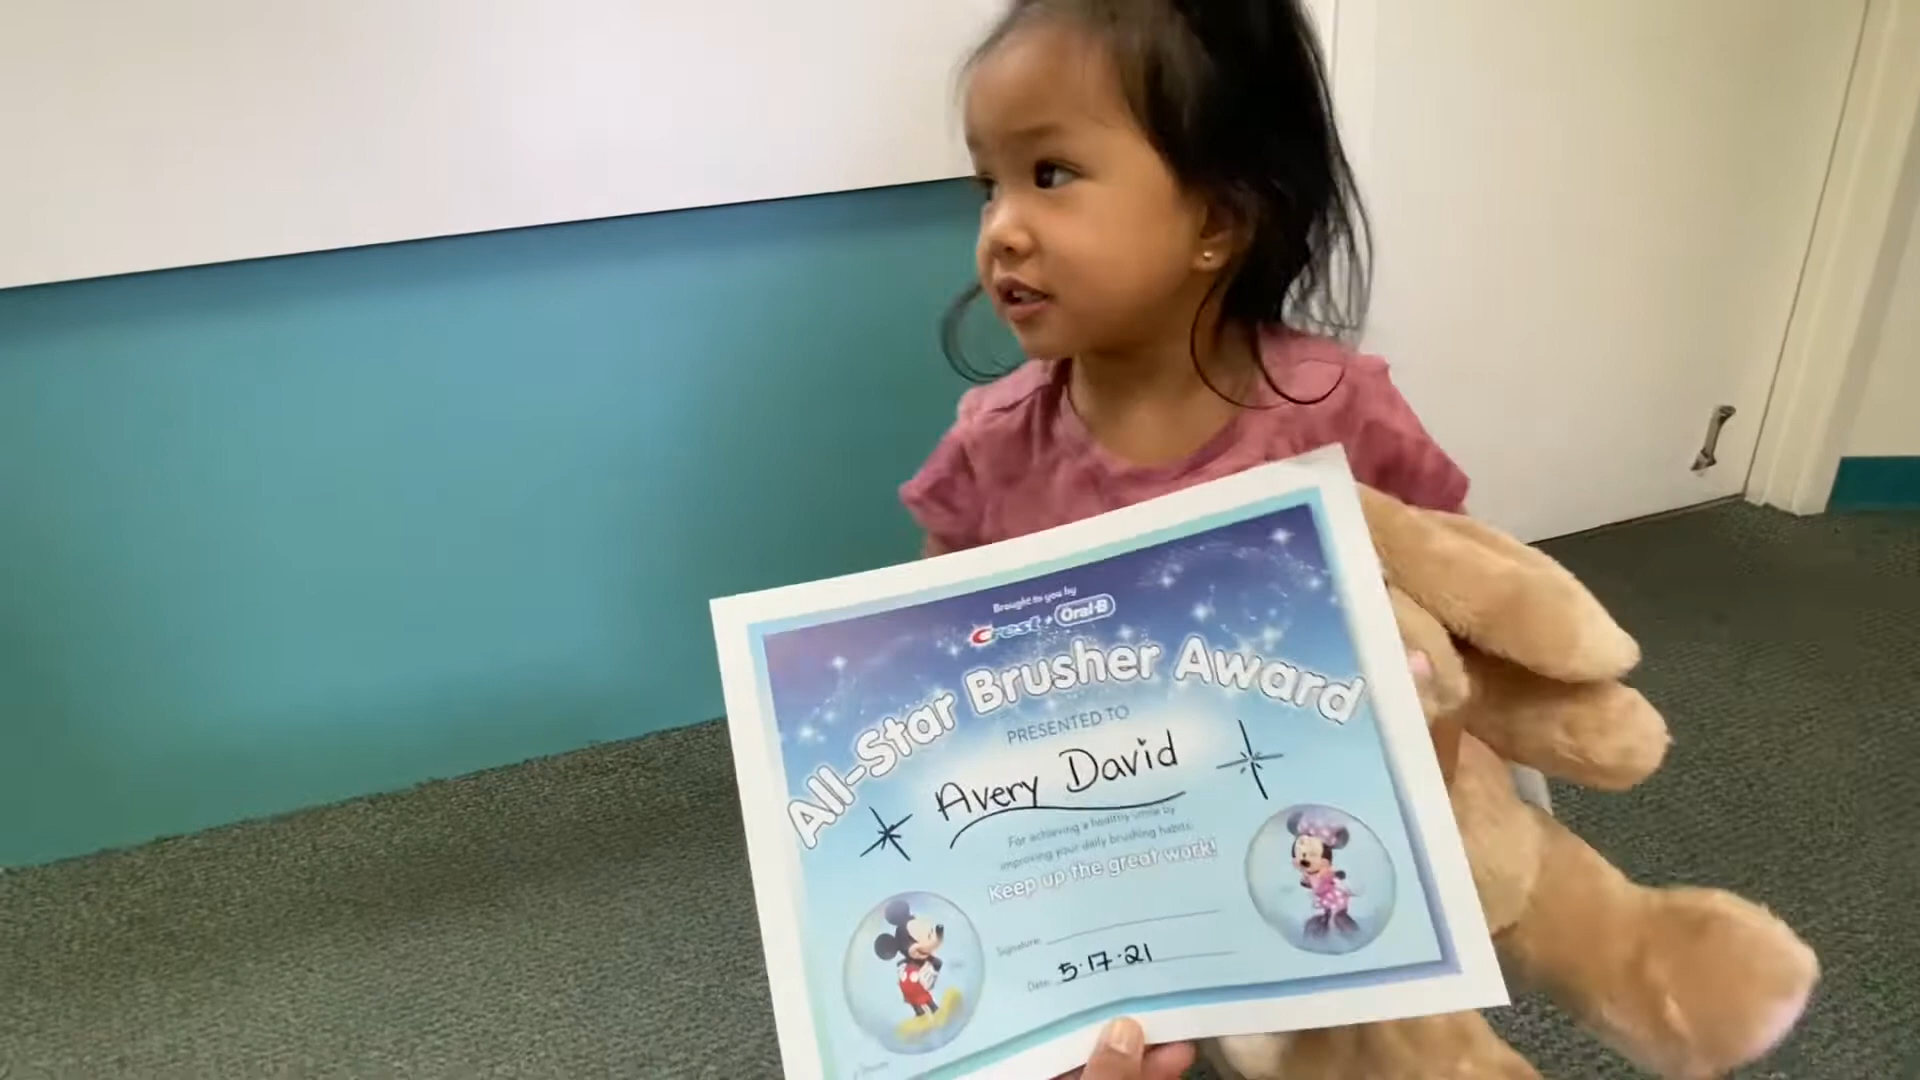 Brought to you by
Crest + Oral-B
All-Star Brusher Award
PRESENTED TO
Avery David
For achieving a healthy smile by
improving your daily brushing habits.
Keep up the great work!
Signature:
Date: 5·17·21